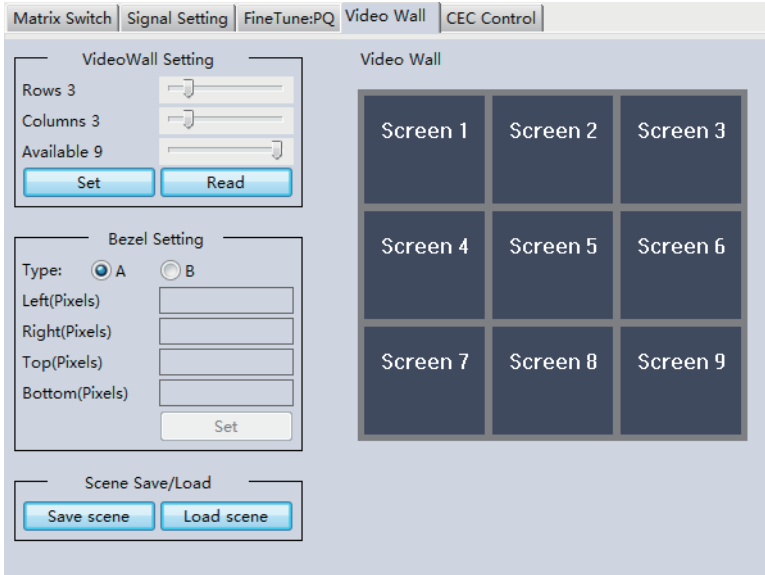 Matrix Switch Signal Setting FineTune:PQ Video Wall CEC Control
VideoWall Setting
Rows 3
Columns 3
Available 9
Set Read
Bezel Setting
Type: A B
Left(Pixels)
Right(Pixels)
Top(Pixels)
Bottom(Pixels)
Set
Scene Save/Load
Save scene Load scene
Video Wall
Screen 1 Screen 2 Screen 3
Screen 4 Screen 5 Screen 6
Screen 7 Screen 8 Screen 9